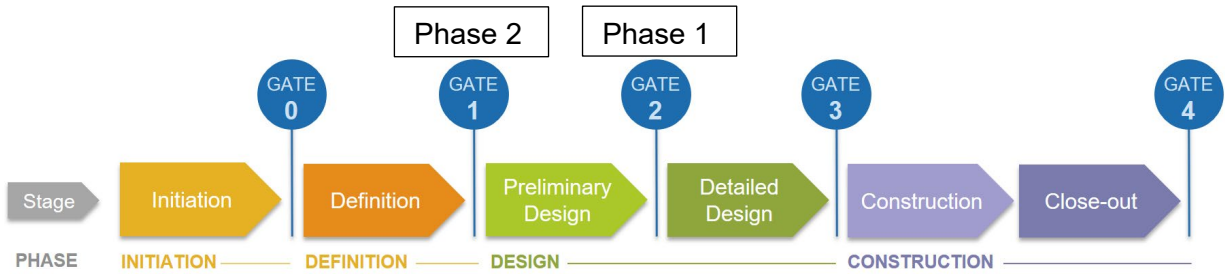 Phase 2
Phase 1
GATE
0
GATE
1
GATE
2
GATE
3
GATE
4
Stage
Initiation
Definition
Preliminary
Design
Detailed
Design
Construction
Close-out
PHASE
INITIATION
DEFINITION
DESIGN
CONSTRUCTION